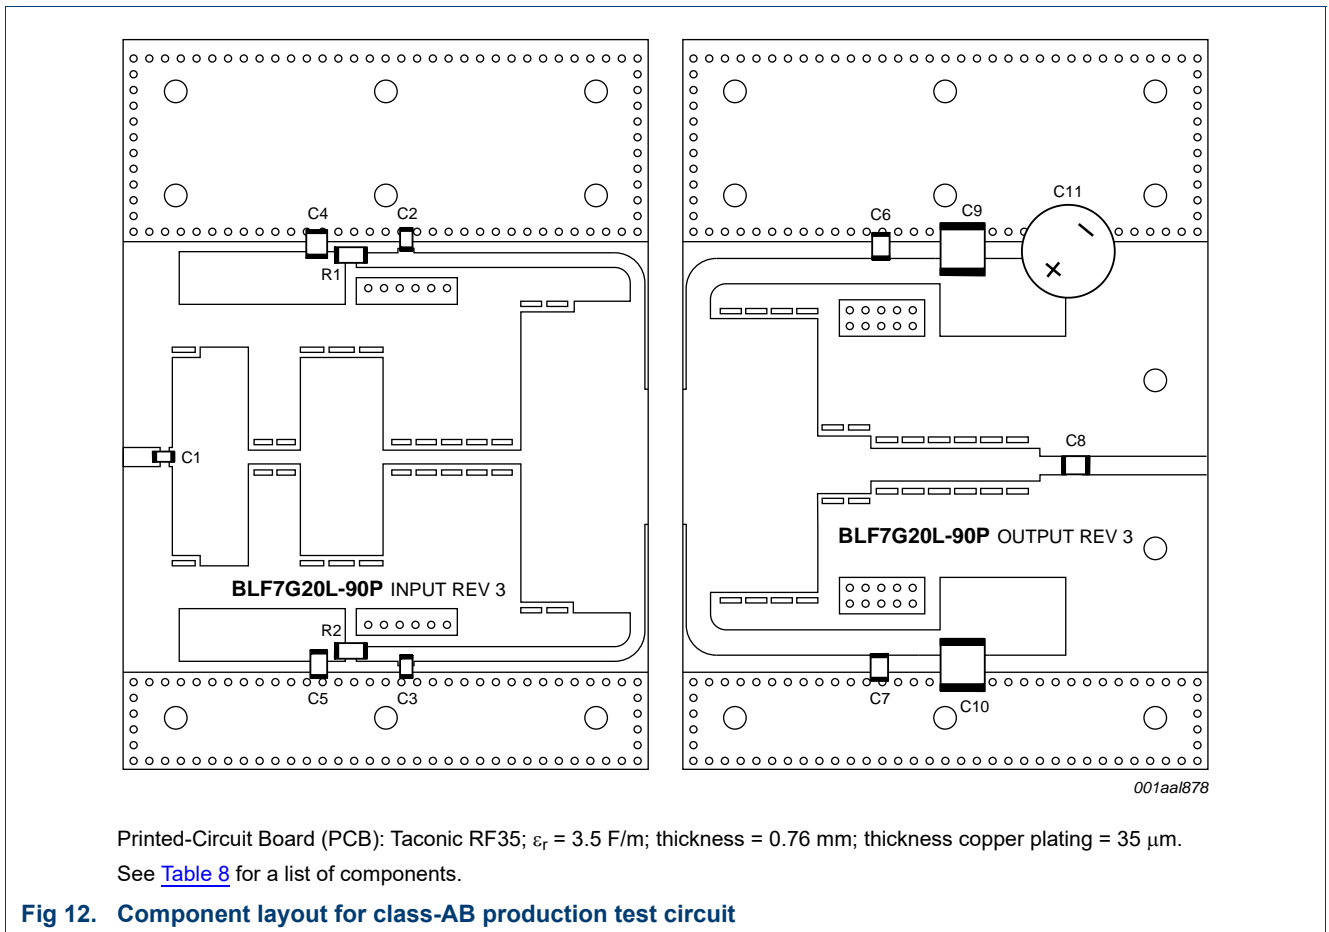 C4
C2
R1
C1
BLF7G20L-90P INPUT REV 3
R2
C5
C3
C11
C6
C9
C8
BLF7G20L-90P OUTPUT REV 3
C7
C10
001aal878
Printed-Circuit Board (PCB): Taconic RF35; εr = 3.5 F/m; thickness = 0.76 mm; thickness copper plating = 35 μm.
See Table 8 for a list of components.
Fig 12. Component layout for class-AB production test circuit